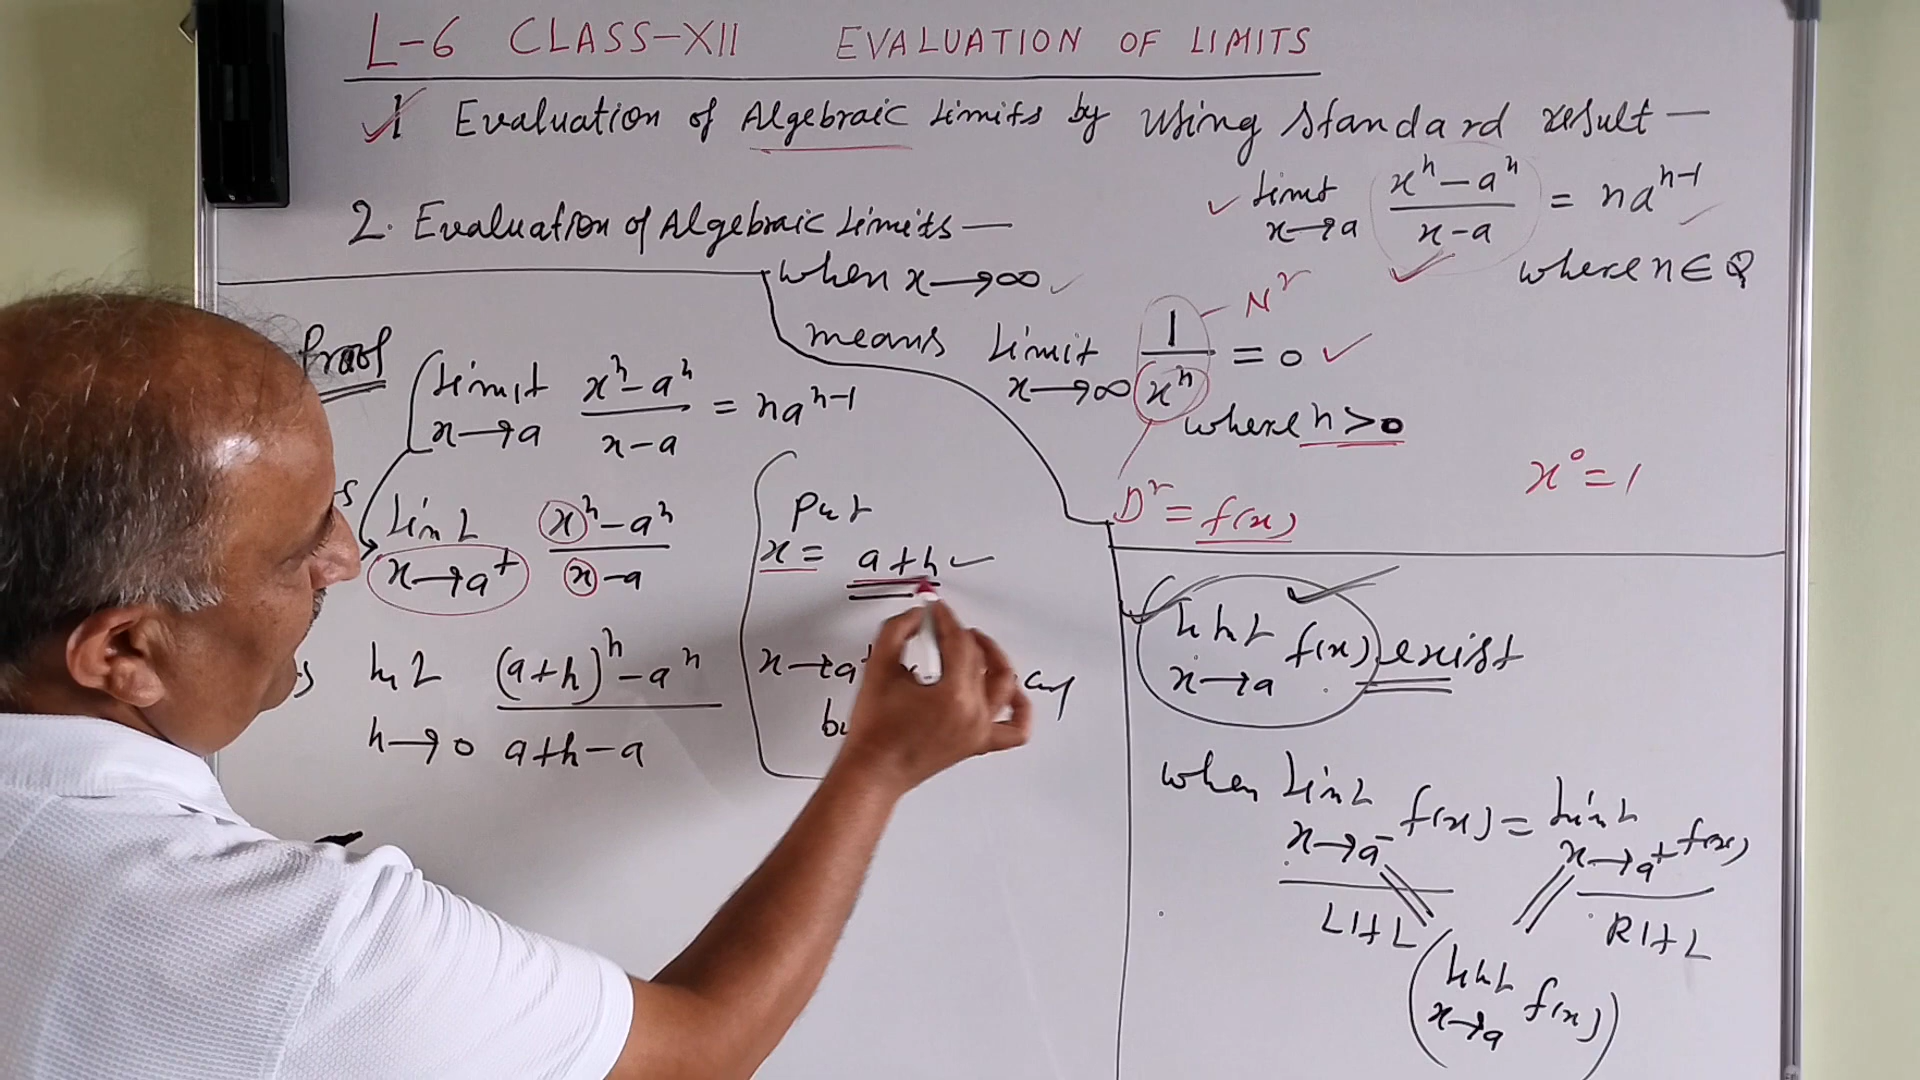 L-6 CLASS-XII EVALUATION OF LIMITS
1 Evaluation of Algebraic Limits by using standard result —
limit x→a (xⁿ-aⁿ)/(x-a) = naⁿ⁻¹
where n ∈ Q
2. Evaluation of Algebraic Limits —
when x→∞
means Limit x→∞ 1/xⁿ = 0
where n>0
Nʳ
Dʳ = f(x)
x⁰ = 1
Proof
Limit x→a (xⁿ-aⁿ)/(x-a) = naⁿ⁻¹
Limit x→a⁺ (xⁿ-aⁿ)/(x-a)
Limit h→0 ((a+h)ⁿ-aⁿ)/(a+h-a)
Put
x = a+h
x→a⁺
Limit x→a f(x) exist
when Limit x→a⁻ f(x) = Limit x→a⁺ f(x)
LHL RHL
(Limit x→a f(x))